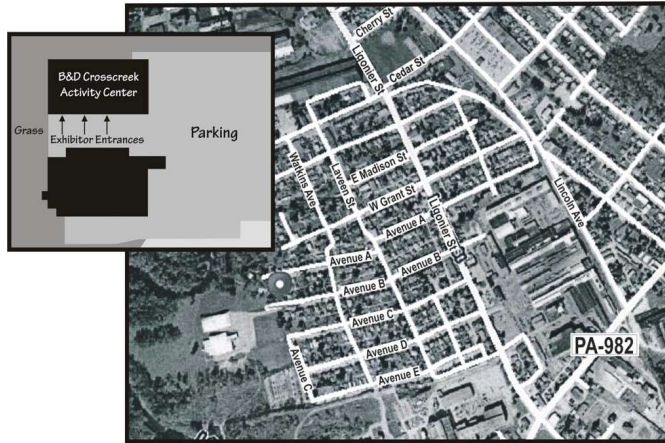 B&D Crosscreek
Activity Center
Grass
Exhibitor Entrances
Parking
Cherry St
Ligonier St
Cedar St
Watkins Ave
Laveen St
E Madison St
W Grant St
Ligonier St
Lincoln Ave
Avenue A
Avenue A
Avenue B
Avenue B
Avenue C
Avenue D
Avenue C
Avenue E
PA-982